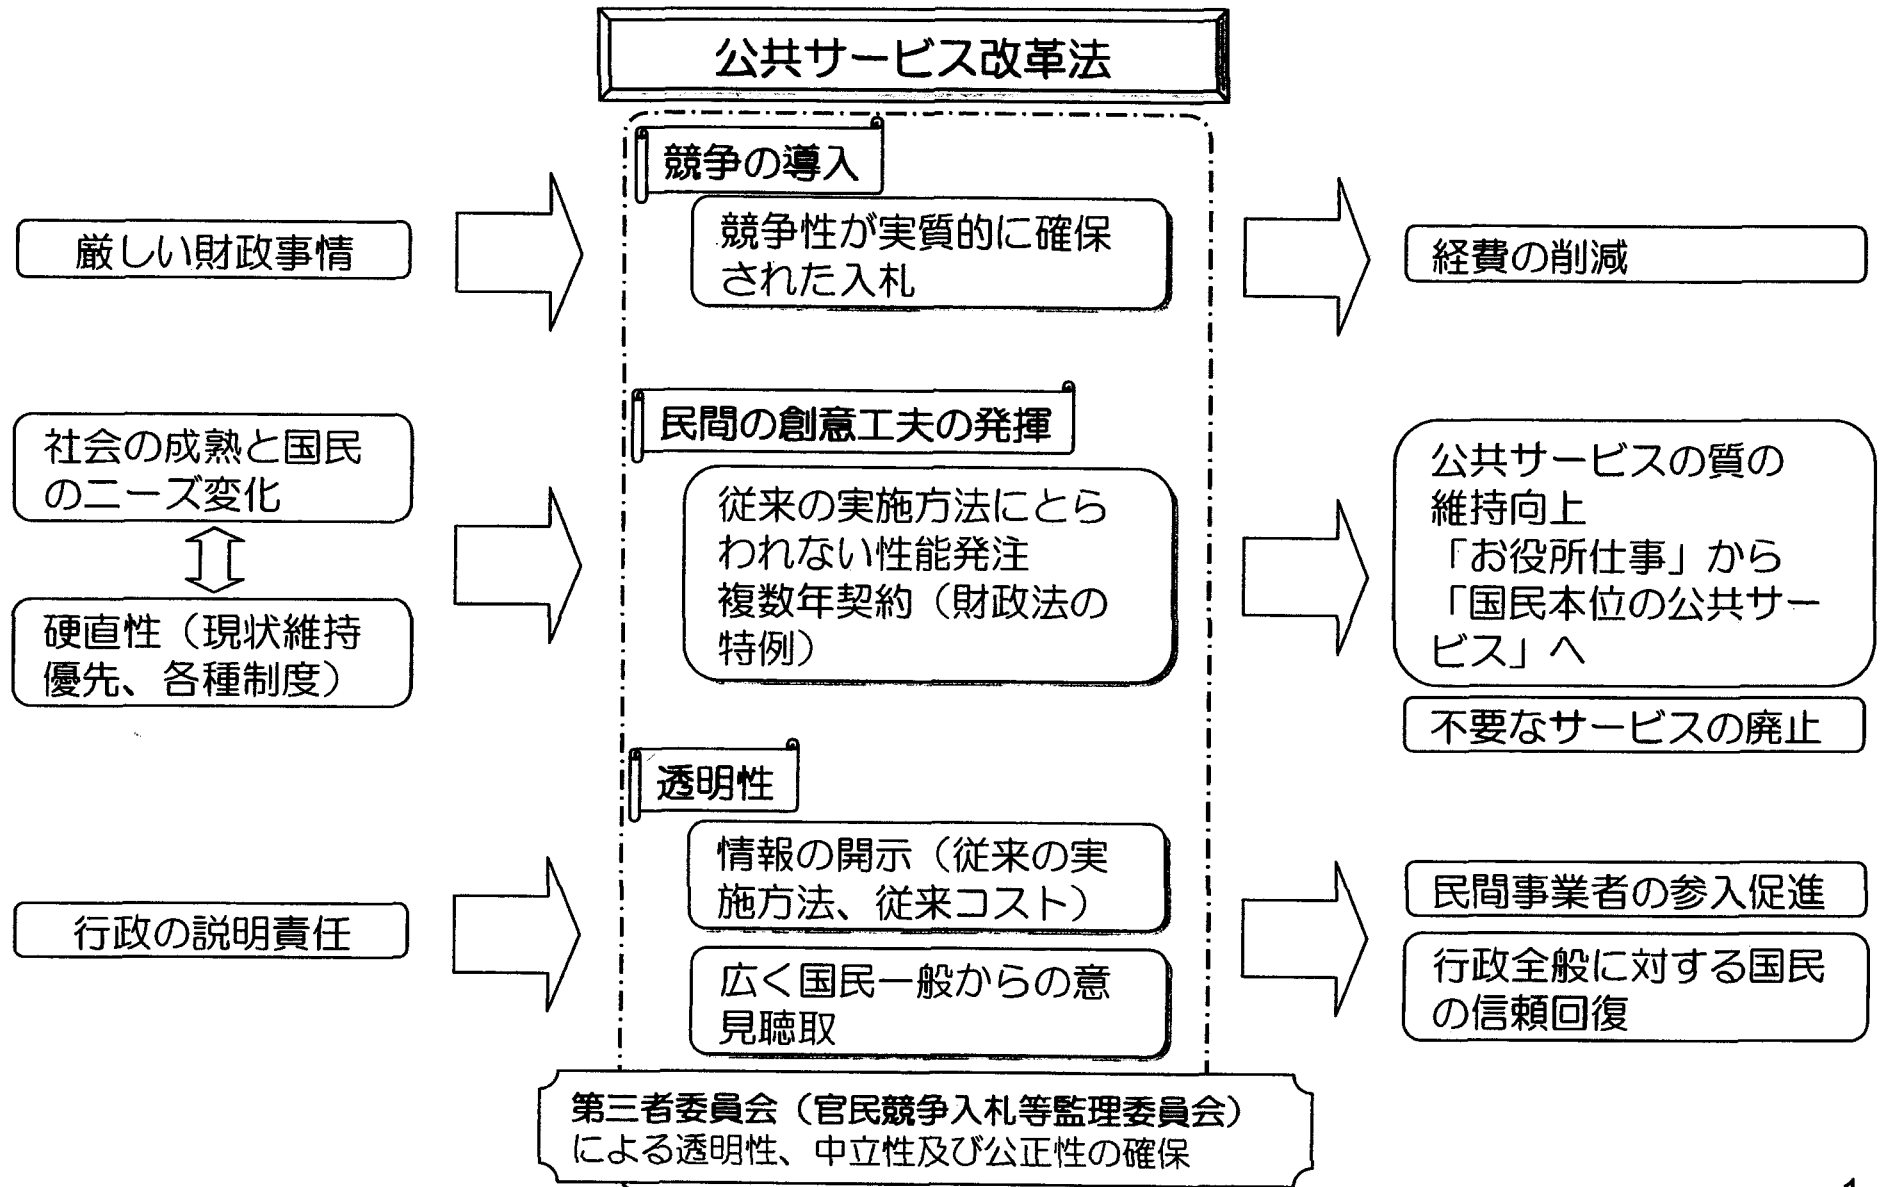 公共サービス改革法
競争の導入
競争性が実質的に確保
された入札
厳しい財政事情
経費の削減
民間の創意工夫の発揮
社会の成熟と国民
のニーズ変化
硬直性（現状維持
優先、各種制度）
従来の実施方法にとら
われない性能発注
複数年契約（財政法の
特例）
公共サービスの質の
維持向上
「お役所仕事」から
「国民本位の公共サー
ビス」へ
不要なサービスの廃止
透明性
情報の開示（従来の実
施方法、従来コスト）
行政の説明責任
広く国民一般からの意
見聴取
民間事業者の参入促進
行政全般に対する国民
の信頼回復
第三者委員会（官民競争入札等監理委員会）
による透明性、中立性及び公正性の確保
1